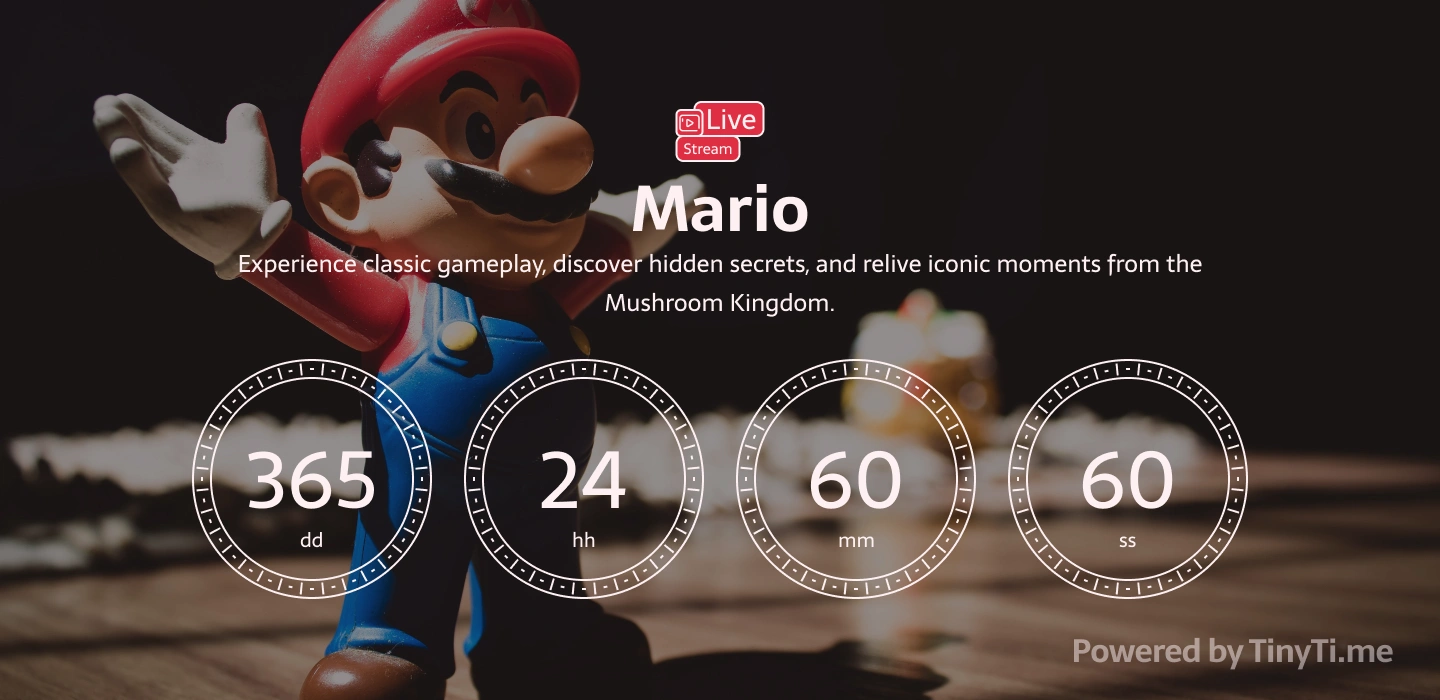 Live
Stream
Mario
Experience classic gameplay, discover hidden secrets, and relive iconic moments from the
Mushroom Kingdom.
365
24
60
60
dd
hh
mm
ss
Powered by TinyTi.me